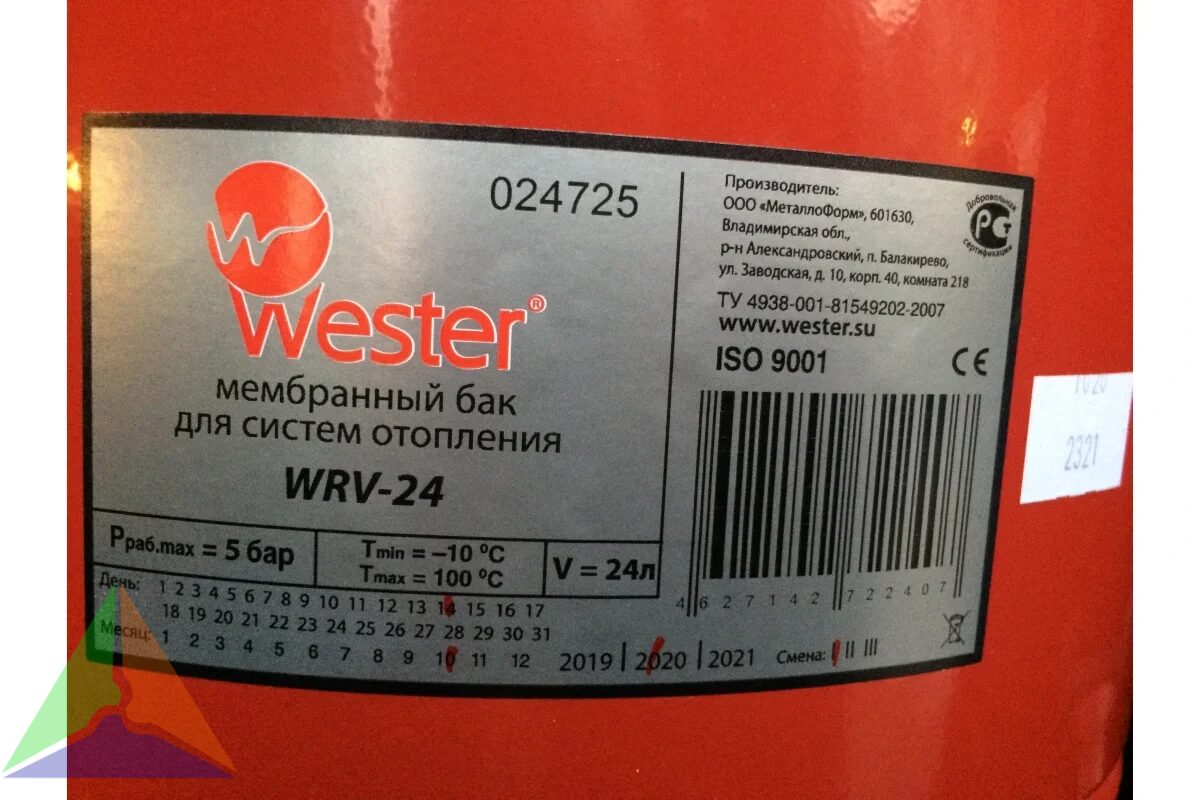 024725
W
Wester®
мембранный бак
для систем отопления
WRV-24
Pраб.max = 5 бар
Tmin = –10 °C
Tmax = 100 °C
V = 24л
День: 1 2 3 4 5 6 7 8 9 10 11 12 13 14 15 16 17
18 19 20 21 22 23 24 25 26 27 28 29 30 31
Месяц: 1 2 3 4 5 6 7 8 9 10 11 12 2019 | 2020 | 2021 Смена: I II III
Производитель:
ООО «МеталлоФорм», 601630,
Владимирская обл.,
р-н Александровский, п. Балакирево,
ул. Заводская, д. 10, корп. 40, комната 218
ТУ 4938-001-81549202-2007
www.wester.su
ISO 9001 CE
Добровольная
РСТ
сертификация
4 627142 722407
2321